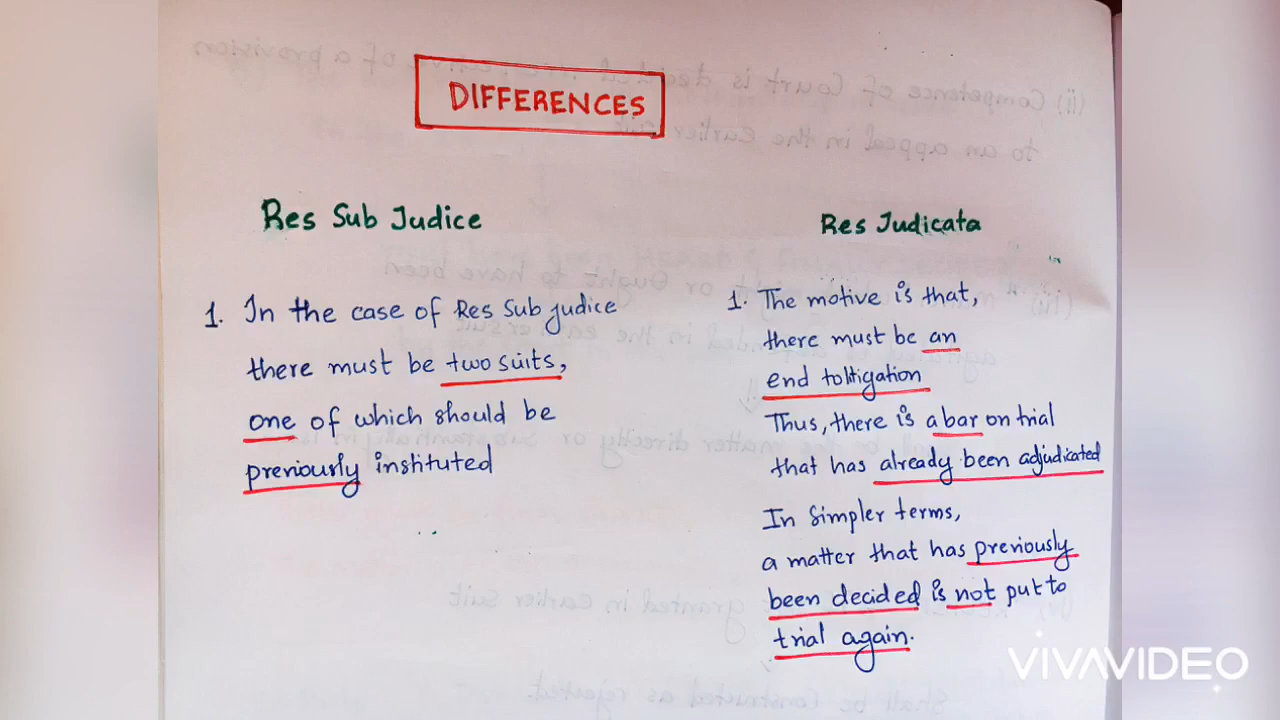 DIFFERENCES
Res Sub Judice
1. In the case of Res Sub judice
there must be two suits,
one of which should be
previously instituted
Res Judicata
1. The motive is that,
there must be an
end to litigation
Thus, there is a bar on trial
that has already been adjudicated
In Simpler terms,
a matter that has previously
been decided is not put to
trial again.
VIVAVIDEO